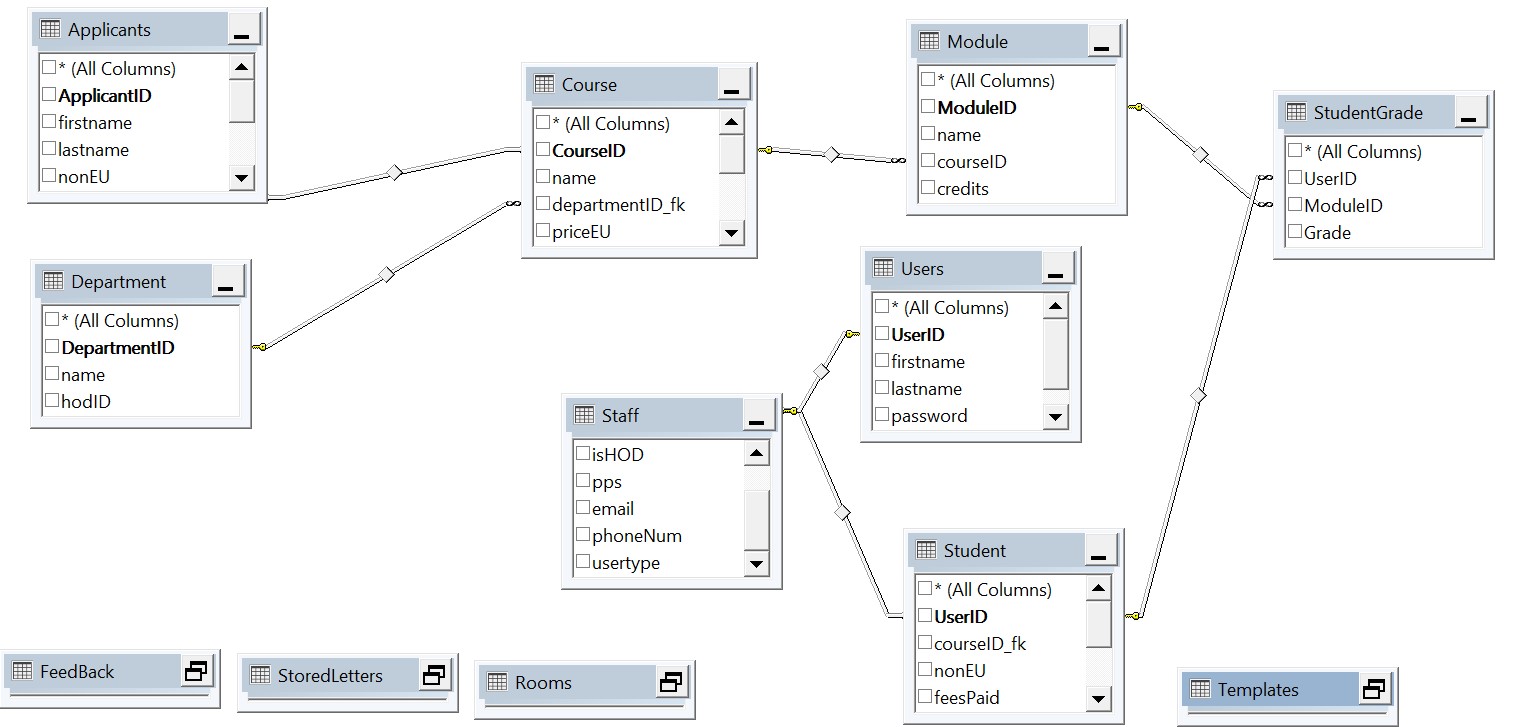 Applicants
* (All Columns)
ApplicantID
firstname
lastname
nonEU
Department
* (All Columns)
DepartmentID
name
hodID
Course
* (All Columns)
CourseID
name
departmentID_fk
priceEU
Module
* (All Columns)
ModuleID
name
courseID
credits
StudentGrade
* (All Columns)
UserID
ModuleID
Grade
Users
* (All Columns)
UserID
firstname
lastname
password
Staff
isHOD
pps
email
phoneNum
usertype
Student
* (All Columns)
UserID
courseID_fk
nonEU
feesPaid
FeedBack
StoredLetters
Rooms
Templates